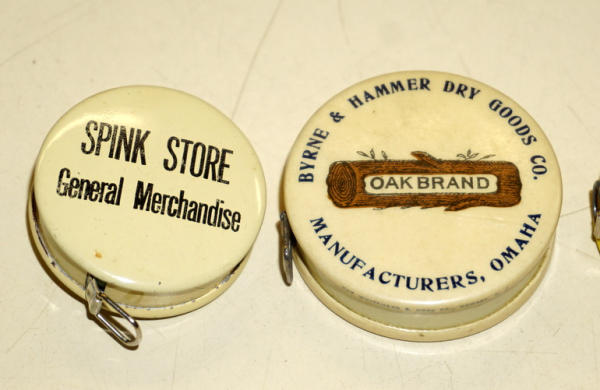 SPINK STORE
General Merchandise
BYRNE & HAMMER DRY GOODS CO.
OAK BRAND
MANUFACTURERS, OMAHA